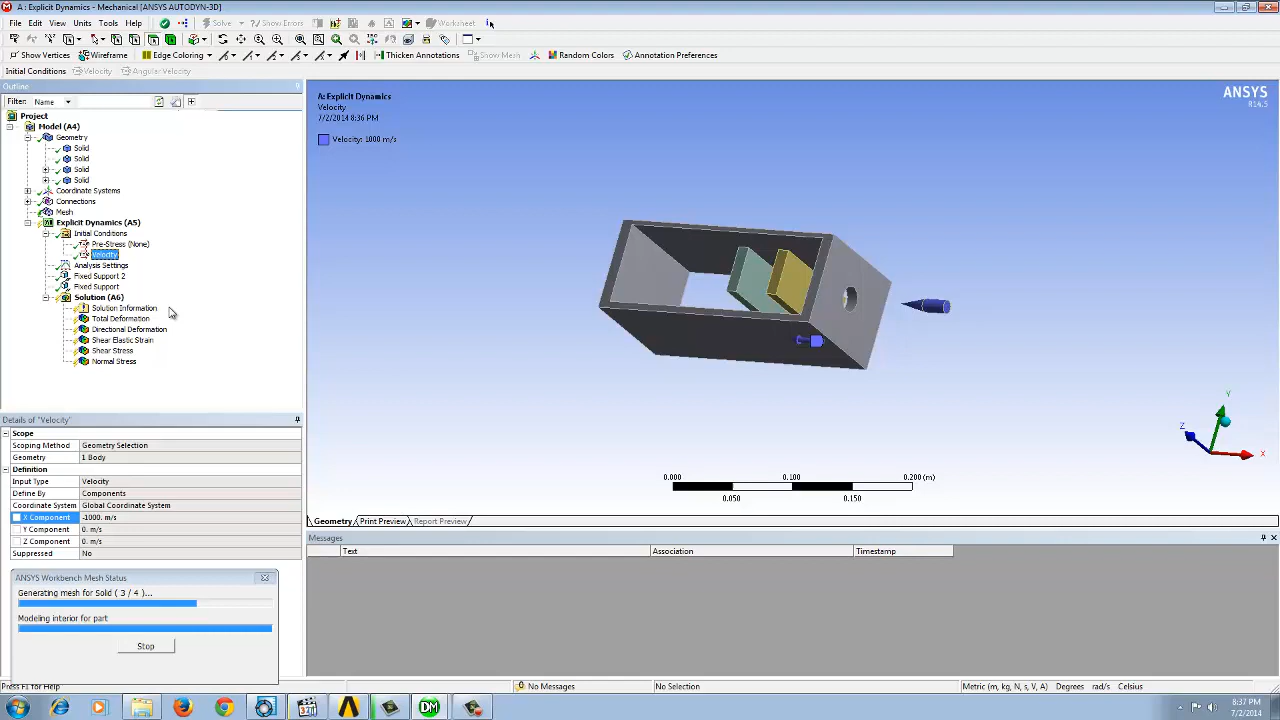 A : Explicit Dynamics - Mechanical [ANSYS AUTODYN-3D]
File Edit View Units Tools Help Solve Show Errors Worksheet
Show Vertices Wireframe Edge Coloring Thicken Annotations Show Mesh Random Colors Annotation Preferences
Initial Conditions Velocity Angular Velocity
Outline
Filter: Name
Project
Model (A4)
Geometry
Solid
Solid
Solid
Solid
Coordinate Systems
Connections
Mesh
Explicit Dynamics (A5)
Initial Conditions
Pre-Stress (None)
Velocity
Analysis Settings
Fixed Support 2
Fixed Support
Solution (A6)
Solution Information
Total Deformation
Directional Deformation
Shear Elastic Strain
Shear Stress
Normal Stress
Details of "Velocity"
Scope
Scoping Method Geometry Selection
Geometry 1 Body
Definition
Input Type Velocity
Define By Components
Coordinate System Global Coordinate System
X Component -1000. m/s
Y Component 0. m/s
Z Component 0. m/s
Suppressed No
ANSYS Workbench Mesh Status
Generating mesh for Solid ( 3 / 4 )...
Modeling interior for part
Stop
A: Explicit Dynamics
Velocity
7/2/2014 8:36 PM
Velocity: 1000 m/s
ANSYS
R14.5
Y
Z
X
0.000 0.100 0.200 (m)
0.050 0.150
Geometry Print Preview Report Preview
Messages
Text Association Timestamp
Press F1 for Help No Messages No Selection Metric (m, kg, N, s, V, A) Degrees rad/s Celsius
DM
8:37 PM
7/2/2014